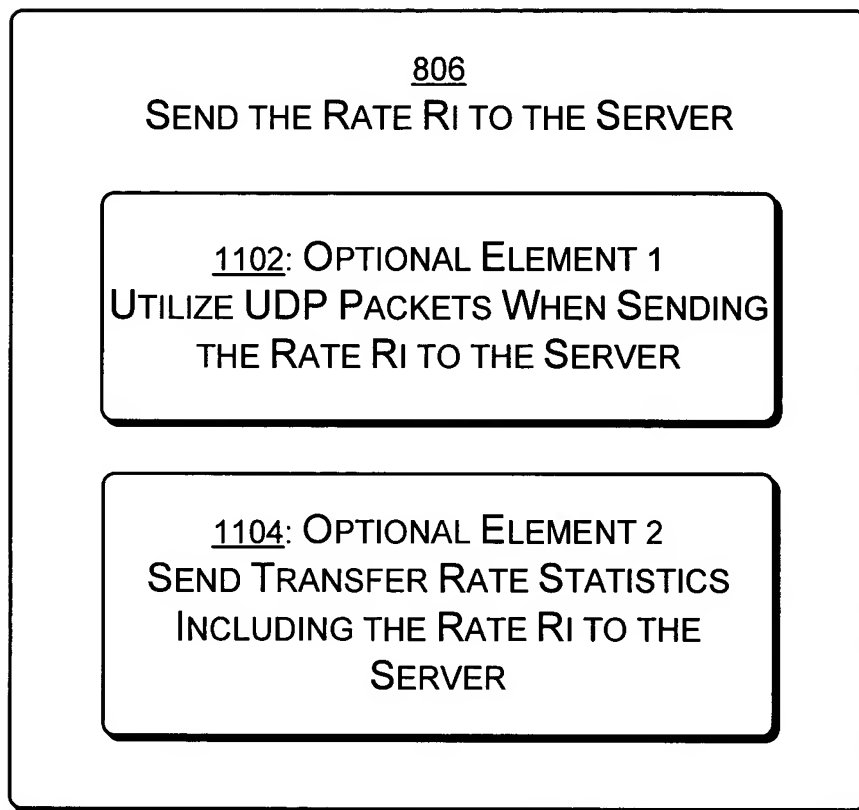 806
SEND THE RATE RI TO THE SERVER
1102: OPTIONAL ELEMENT 1
UTILIZE UDP PACKETS WHEN SENDING
THE RATE RI TO THE SERVER
1104: OPTIONAL ELEMENT 2
SEND TRANSFER RATE STATISTICS
INCLUDING THE RATE RI TO THE
SERVER